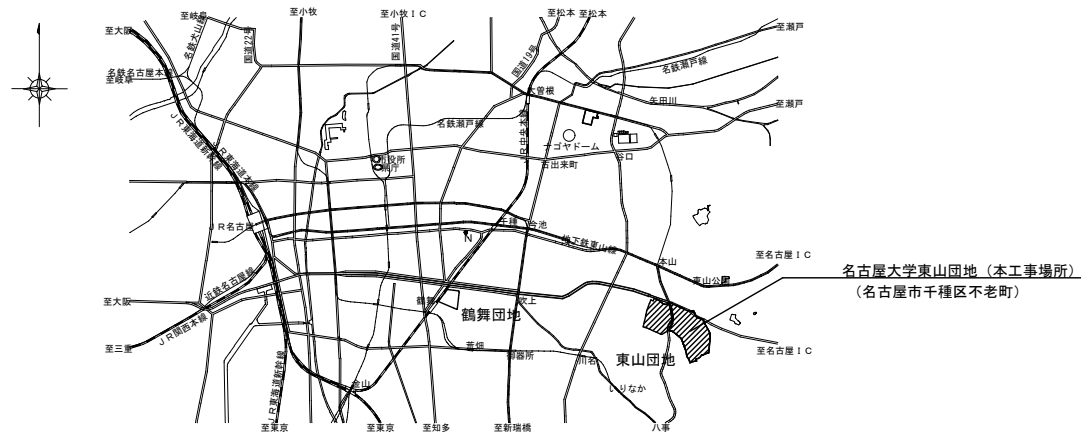 至岐阜
至小牧
至小牧ＩＣ
至松本
至松本
至瀬戸
至大阪
名鉄犬山線
国道22号
国道41号
国道19号
名鉄瀬戸線
名鉄名古屋本線
至岐阜
大曽根
矢田川
至瀬戸
ＪＲ東海道新幹線
ＪＲ東海道本線
名鉄瀬戸線
ＪＲ中央本線
ナゴヤドーム
谷口
市役所
県庁
古出来町
ＪＲ名古屋
千種
今池
N
地下鉄東山線
本山
至名古屋ＩＣ
東山公園
名古屋大学東山団地（本工事場所）
（名古屋市千種区不老町）
近鉄名古屋線
至大阪
鶴舞
鶴舞団地
吹上
ＪＲ関西本線
至三重
荒畑
御器所
川名
東山団地
至名古屋ＩＣ
ＪＲ東海道新幹線
金山
いりなか
至東京
至東京
至知多
至新瑞橋
八事